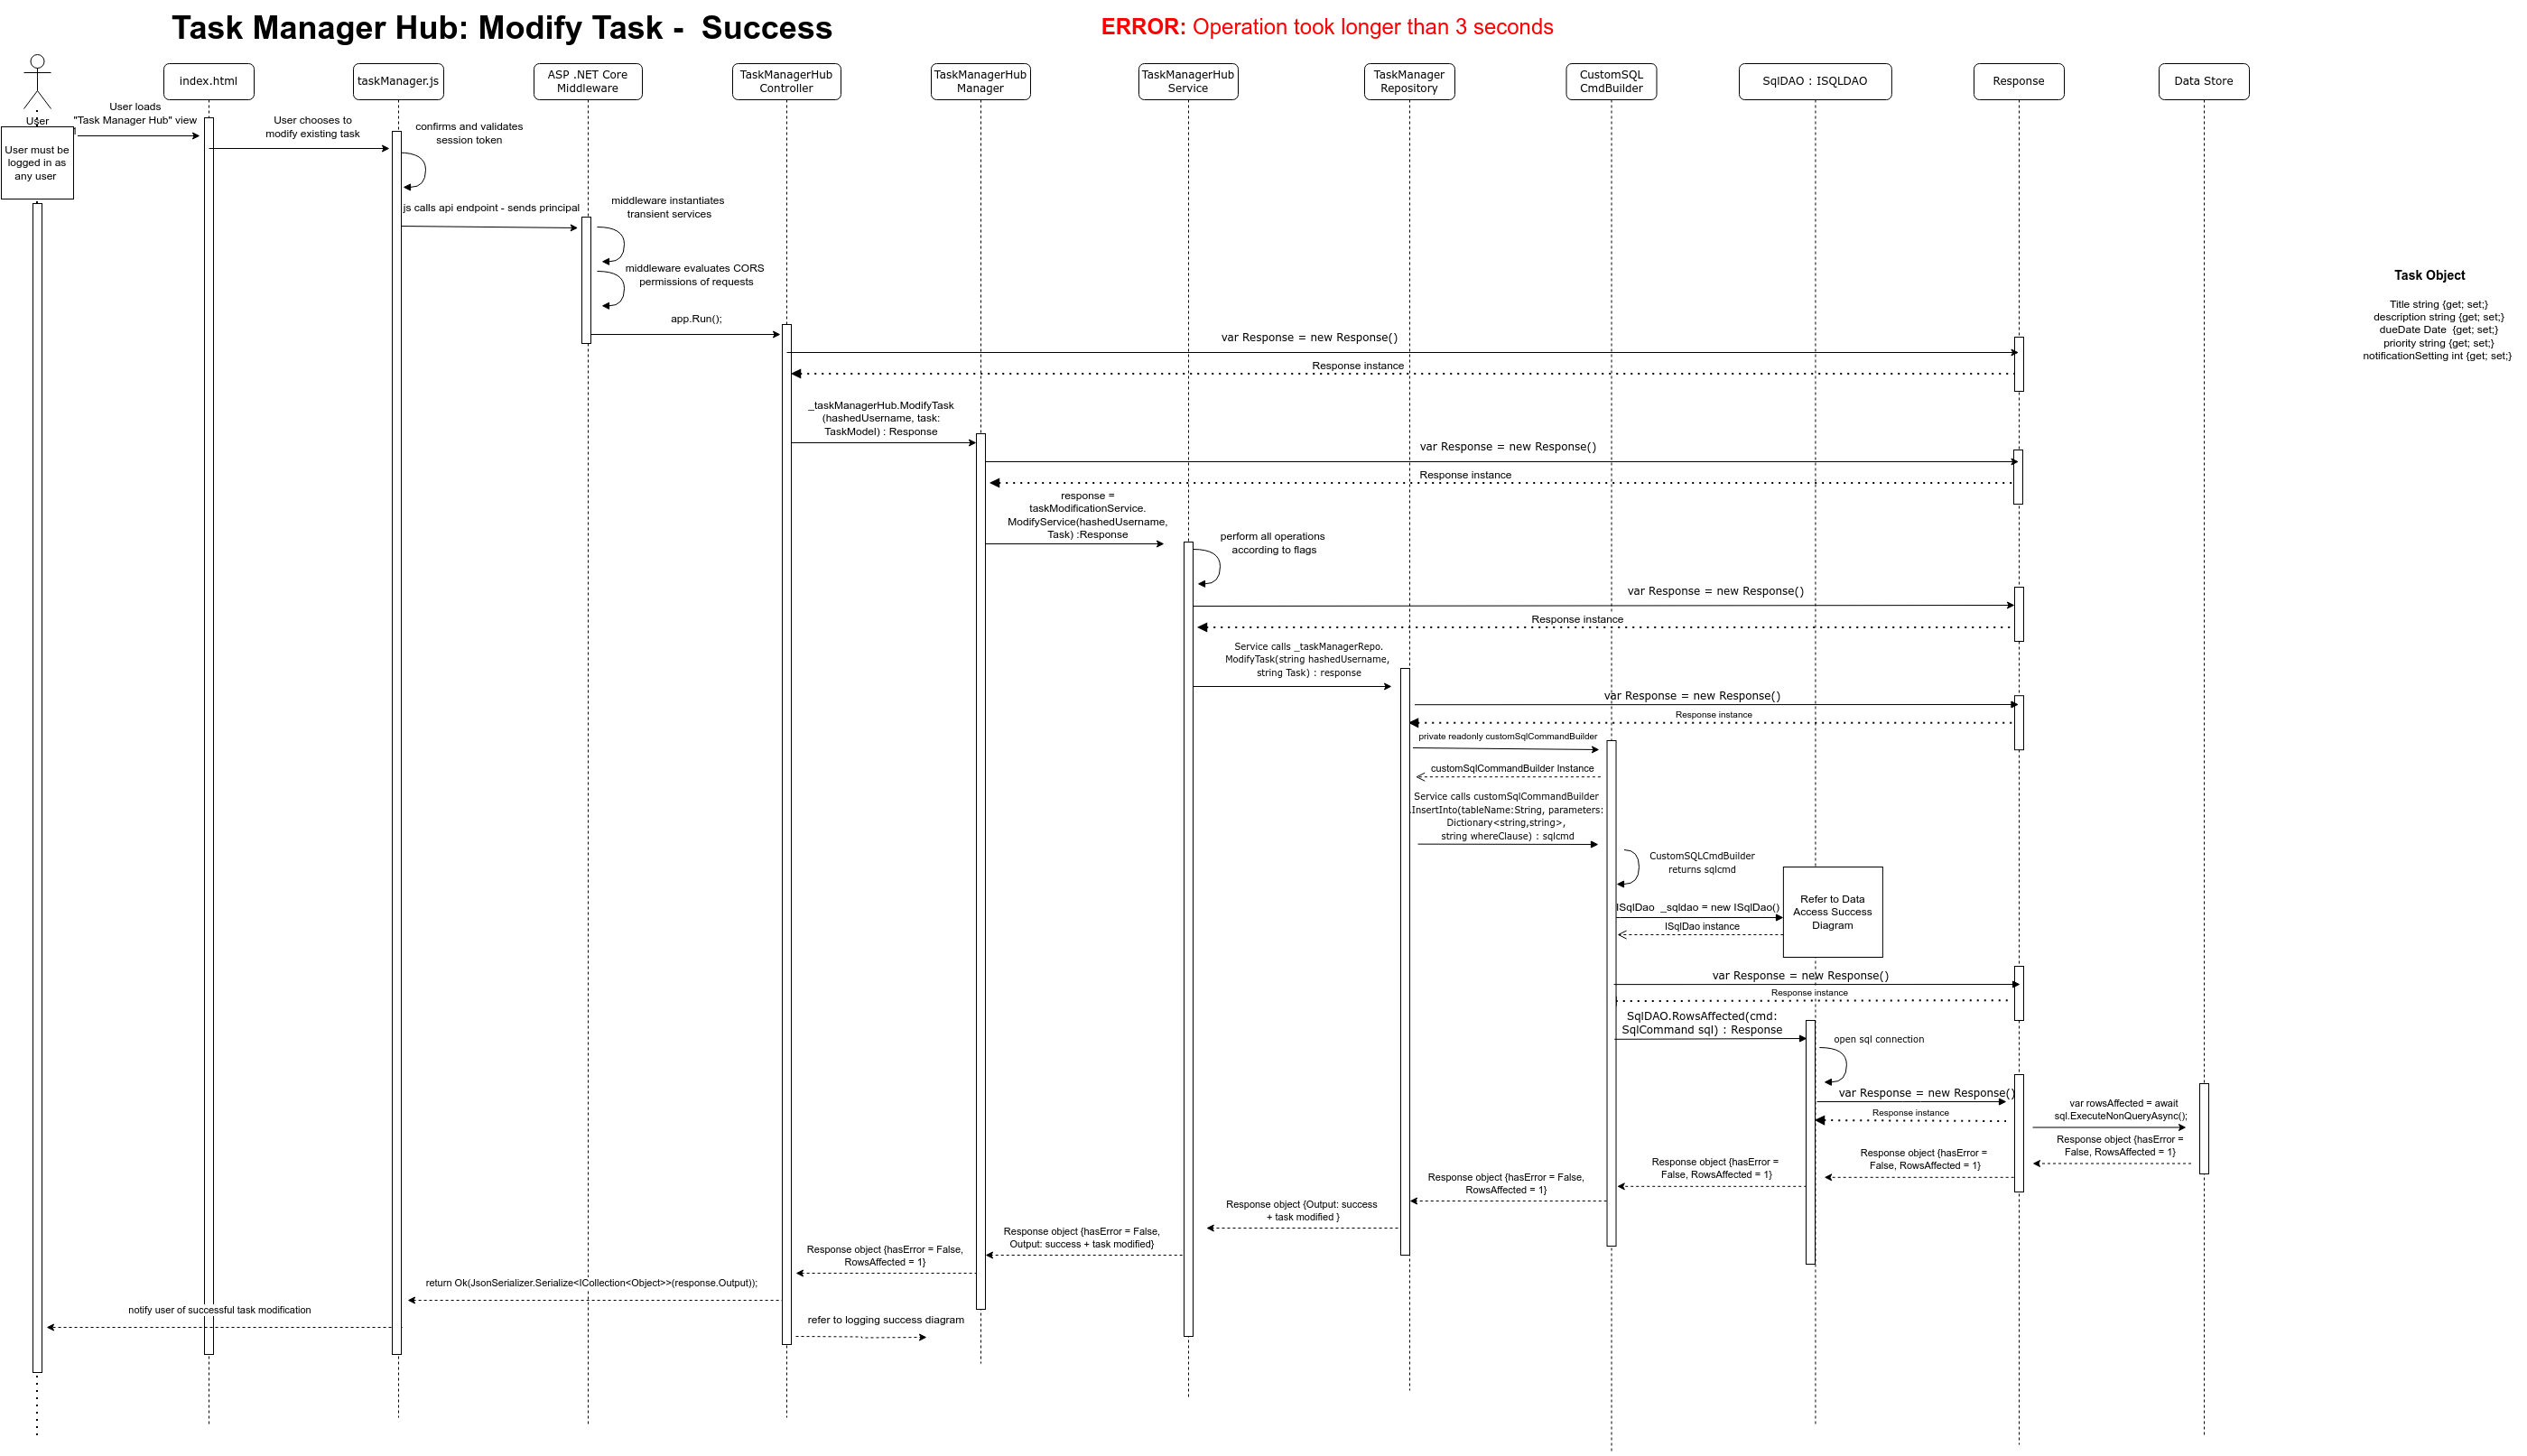 Task Manager Hub: Modify Task -  Success
ERROR: Operation took longer than 3 seconds
index.html
taskManager.js
ASP .NET Core
Middleware
TaskManagerHub
Controller
TaskManagerHub
Manager
TaskManagerHub
Service
TaskManager
Repository
CustomSQL
CmdBuilder
SqlDAO : ISQLDAO
Response
Data Store
User
User must be
logged in as
any user
User loads
"Task Manager Hub" view
User chooses to
modify existing task
confirms and validates
session token
js calls api endpoint - sends principal
middleware instantiates
transient services
middleware evaluates CORS
permissions of requests
app.Run();
var Response = new Response()
Response instance
Task Object
Title string {get; set;}
description string {get; set;}
dueDate Date  {get; set;}
priority string {get; set;}
notificationSetting int {get; set;}
_taskManagerHub.ModifyTask
(hashedUsername, task:
TaskModel) : Response
var Response = new Response()
Response instance
response =
taskModificationService.
ModifyService(hashedUsername,
Task) :Response
perform all operations
according to flags
var Response = new Response()
Response instance
Service calls _taskManagerRepo.
ModifyTask(string hashedUsername,
string Task) : response
var Response = new Response()
Response instance
private readonly customSqlCommandBuilder
customSqlCommandBuilder Instance
Service calls customSqlCommandBuilder
.InsertInto(tableName:String, parameters:
Dictionary<string,string>,
string whereClause) : sqlcmd
CustomSQLCmdBuilder
returns sqlcmd
Refer to Data
Access Success
Diagram
ISqlDao  _sqldao = new ISqlDao()
ISqlDao instance
var Response = new Response()
Response instance
SqlDAO.RowsAffected(cmd:
SqlCommand sql) : Response
open sql connection
var Response = new Response()
Response instance
var rowsAffected = await
sql.ExecuteNonQueryAsync();
Response object {hasError =
False, RowsAffected = 1}
Response object {hasError =
False, RowsAffected = 1}
Response object {hasError =
False, RowsAffected = 1}
Response object {hasError = False,
RowsAffected = 1}
Response object {Output: success
+ task modified }
Response object {hasError = False,
Output: success + task modified}
Response object {hasError = False,
RowsAffected = 1}
return Ok(JsonSerializer.Serialize<ICollection<Object>>(response.Output));
notify user of successful task modification
refer to logging success diagram